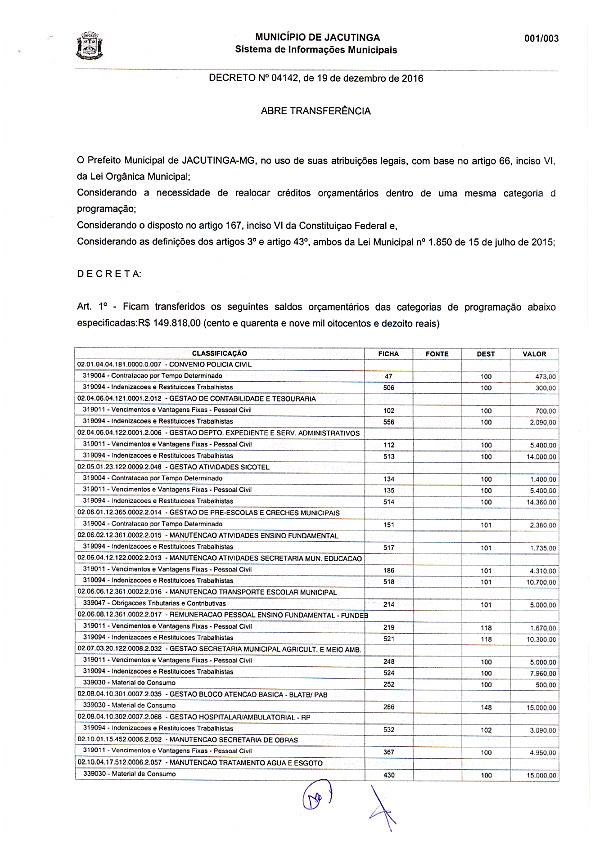 MUNICÍPIO DE JACUTINGA 001/003
Sistema de Informações Municipais
DECRETO Nº 04142, de 19 de dezembro de 2016
ABRE TRANSFERÊNCIA
O Prefeito Municipal de JACUTINGA-MG, no uso de suas atribuições legais, com base no artigo 66, inciso VI,
da Lei Orgânica Municipal;
Considerando a necessidade de realocar créditos orçamentários dentro de uma mesma categoria d
programação;
Considerando o disposto no artigo 167, inciso VI da Constituiçao Federal e,
Considerando as definições dos artigos 3º e artigo 43º, ambos da Lei Municipal nº 1.850 de 15 de julho de 2015;
D E C R E T A:
Art. 1º - Ficam transferidos os seguintes saldos orçamentários das categorias de programação abaixo
especificadas:R$ 149.818,00 (cento e quarenta e nove mil oitocentos e dezoito reais)
CLASSIFICAÇÃO FICHA FONTE DEST VALOR
02.01.04.04.181.0000.0.007 - CONVENIO POLICIA CIVIL
319004 - Contratacao por Tempo Determinado 47 100 473,00
319094 - Indenizacoes e Restituicoes Trabalhistas 506 100 300,00
02.04.06.04.121.0001.2.012 - GESTAO DE CONTABILIDADE E TESOURARIA
319011 - Vencimentos e Vantagens Fixas - Pessoal Civil 102 100 700,00
319094 - Indenizacoes e Restituicoes Trabalhistas 556 100 2.090,00
02.04.06.04.122.0001.2.006 - GESTAO DEPTO. EXPEDIENTE E SERV. ADMINISTRATIVOS
319011 - Vencimentos e Vantagens Fixas - Pessoal Civil 112 100 5.400,00
319094 - Indenizacoes e Restituicoes Trabalhistas 513 100 14.000,00
02.05.01.23.122.0009.2.048 - GESTAO ATIVIDADES SICOTEL
319004 - Contratacao por Tempo Determinado 134 100 1.400,00
319011 - Vencimentos e Vantagens Fixas - Pessoal Civil 135 100 5.400,00
319094 - Indenizacoes e Restituicoes Trabalhistas 514 100 14.360,00
02.06.01.12.365.0002.2.014 - GESTAO DE PRE-ESCOLAS E CRECHES MUNICIPAIS
319004 - Contratacao por Tempo Determinado 151 101 2.380,00
02.06.02.12.361.0002.2.015 - MANUTENCAO ATIVIDADES ENSINO FUNDAMENTAL
319094 - Indenizacoes e Restituicoes Trabalhistas 517 101 1.735,00
02.06.04.12.122.0002.2.013 - MANUTENCAO ATIVIDADES SECRETARIA MUN. EDUCACAO
319011 - Vencimentos e Vantagens Fixas - Pessoal Civil 186 101 4.310,00
319094 - Indenizacoes e Restituicoes Trabalhistas 518 101 10.700,00
02.06.06.12.361.0002.2.016 - MANUTENCAO TRANSPORTE ESCOLAR MUNICIPAL
339047 - Obrigacoes Tributarias e Contributivas 214 101 5.000,00
02.06.08.12.361.0002.2.017 - REMUNERACAO PESSOAL ENSINO FUNDAMENTAL - FUNDEB
319011 - Vencimentos e Vantagens Fixas - Pessoal Civil 219 118 1.670,00
319094 - Indenizacoes e Restituicoes Trabalhistas 521 118 10.300,00
02.07.03.20.122.0008.2.032 - GESTAO SECRETARIA MUNICIPAL AGRICULT. E MEIO AMB.
319011 - Vencimentos e Vantagens Fixas - Pessoal Civil 248 100 5.000,00
319094 - Indenizacoes e Restituicoes Trabalhistas 524 100 7.960,00
339030 - Material de Consumo 252 100 500,00
02.08.04.10.301.0007.2.035 - GESTAO BLOCO ATENCAO BASICA - BLATB/ PAB
339030 - Material de Consumo 286 148 15.000,00
02.08.04.10.302.0007.2.068 - GESTAO HOSPITALAR/AMBULATORIAL - RP
319094 - Indenizacoes e Restituicoes Trabalhistas 532 102 3.090,00
02.10.01.15.452.0006.2.052 - MANUTENCAO SECRETARIA DE OBRAS
319011 - Vencimentos e Vantagens Fixas - Pessoal Civil 367 100 4.950,00
02.10.04.17.512.0006.2.057 - MANUTENCAO TRATAMENTO AGUA E ESGOTO
339030 - Material de Consumo 430 100 15.000,00